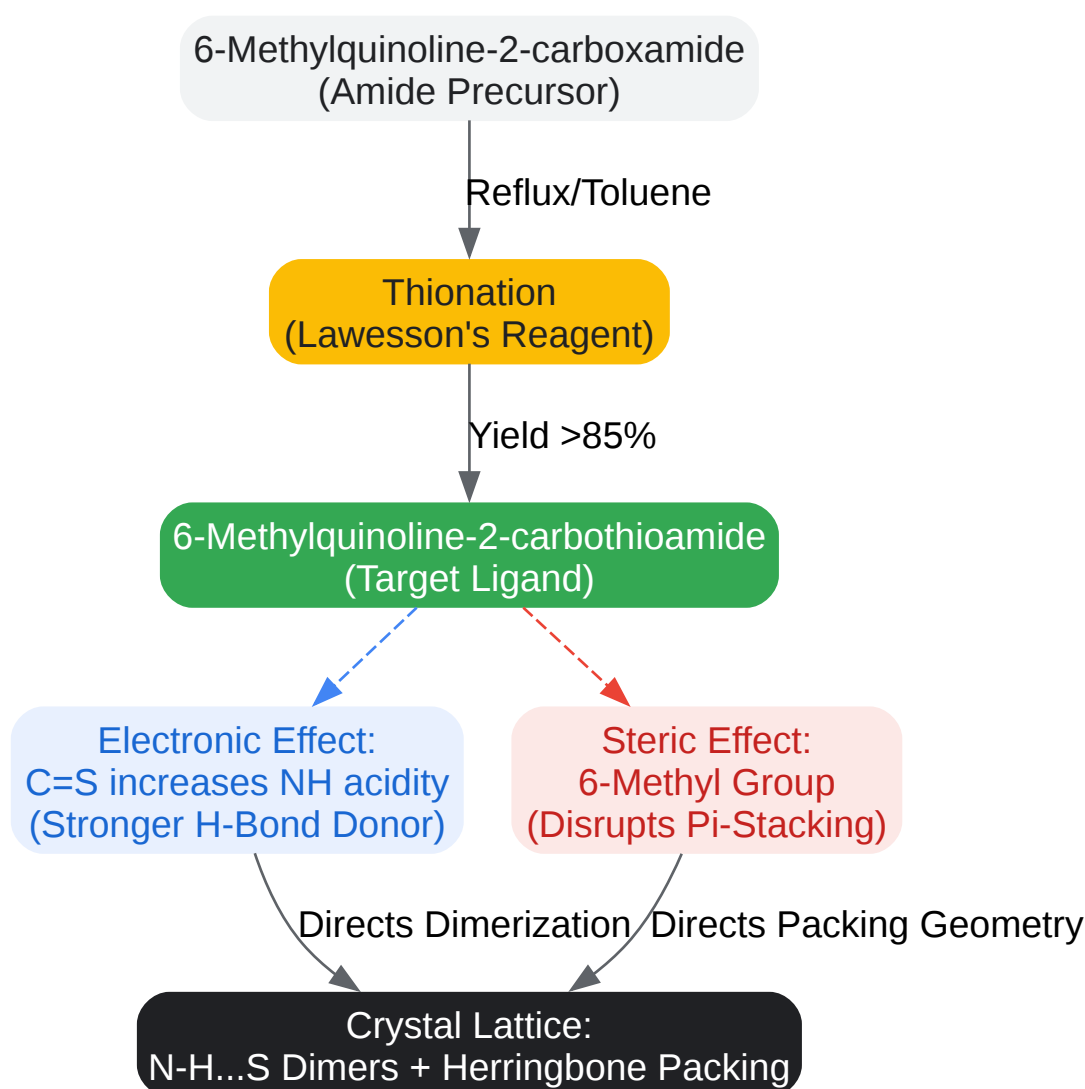 6-Methylquinoline-2-carboxamide
(Amide Precursor)
Reflux/Toluene
Thionation
(Lawesson's Reagent)
Yield >85%
6-Methylquinoline-2-carbothioamide
(Target Ligand)
Electronic Effect:
C=S increases NH acidity
(Stronger H-Bond Donor)
Steric Effect:
6-Methyl Group
(Disrupts Pi-Stacking)
Directs Dimerization
Directs Packing Geometry
Crystal Lattice:
N-H...S Dimers + Herringbone Packing